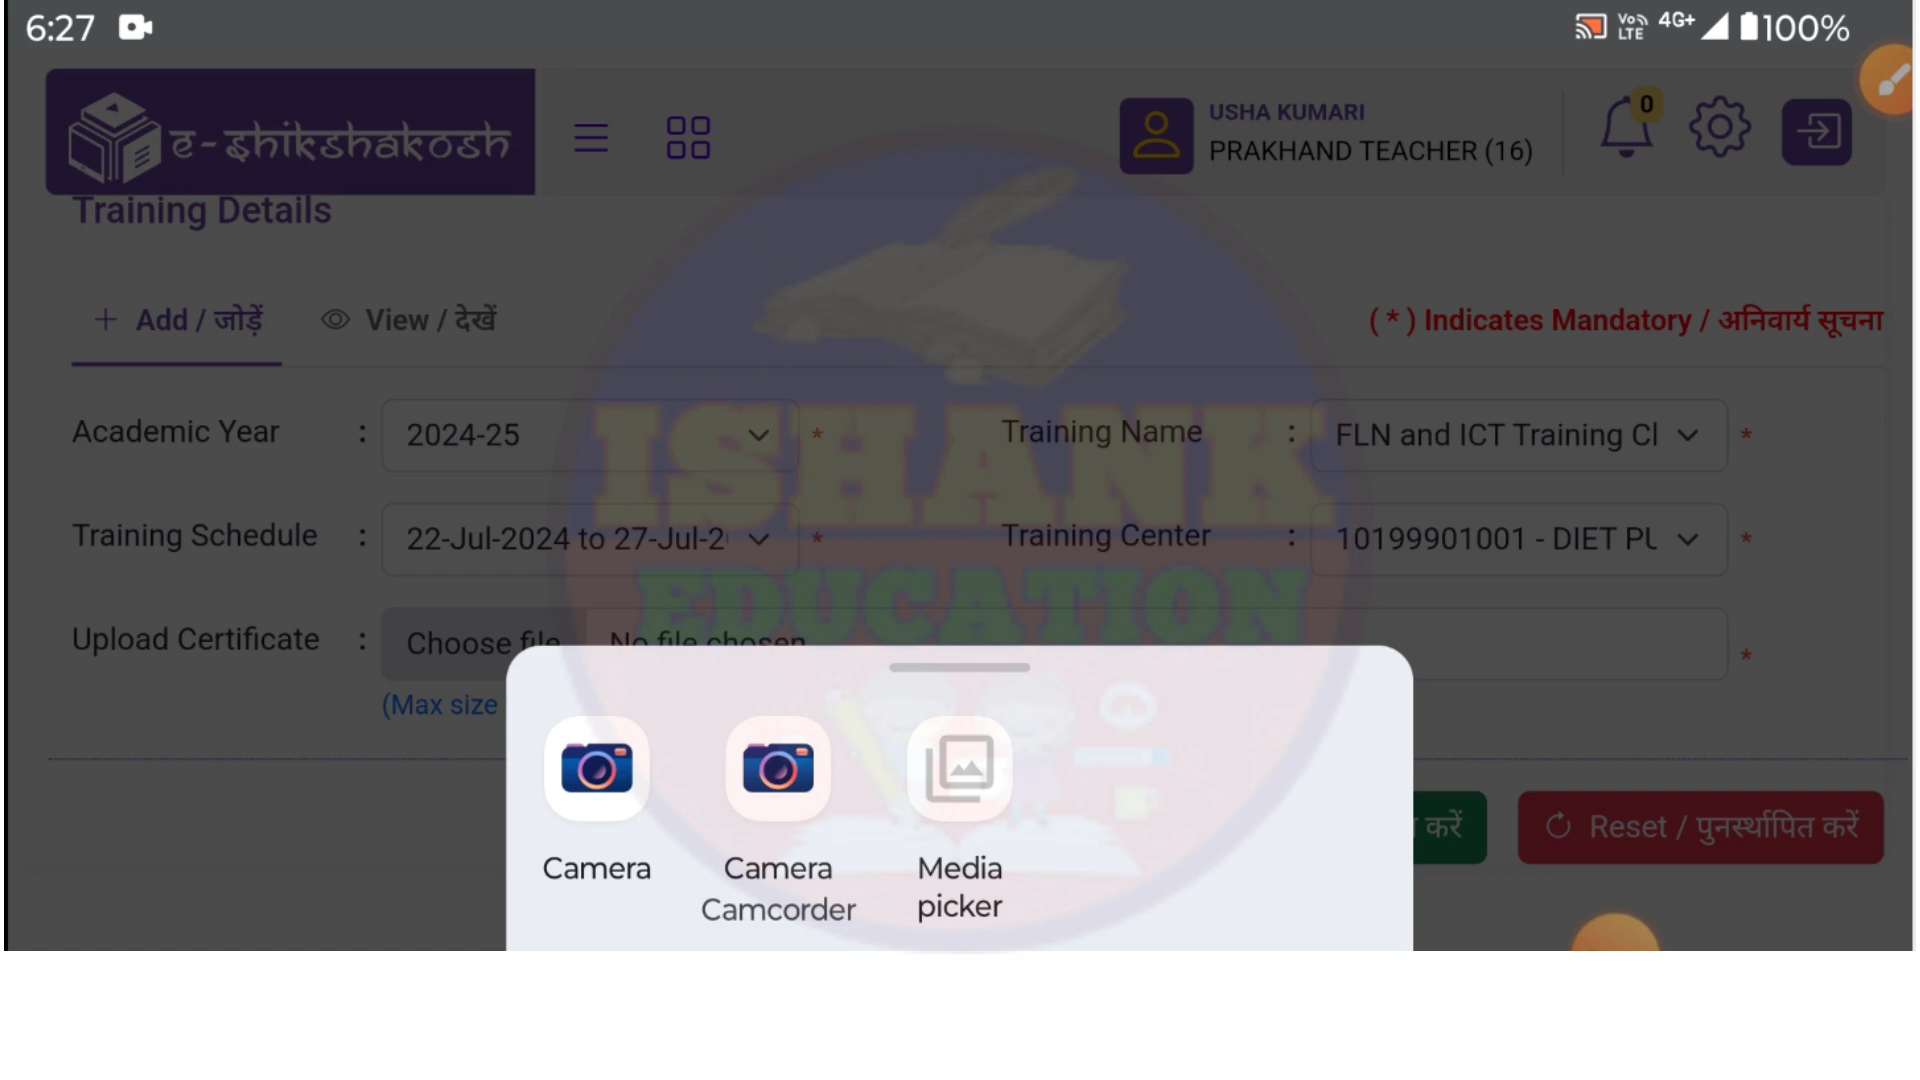 6:27
Vo LTE 4G+ 100%
ह-shikshakosh
USHA KUMARI
PRAKHAND TEACHER (16)
0
Training Details
+ Add / जोड़ें
View / देखें
( * ) Indicates Mandatory / अनिवार्य सूचना
Academic Year : 2024-25 *
Training Name : FLN and ICT Training Cl *
Training Schedule : 22-Jul-2024 to 27-Jul-2 *
Training Center : 10199901001 - DIET PU *
Upload Certificate : Choose file No file chosen *
(Max size
ISHANK
EDUCATION
करें
Reset / पुनर्स्थापित करें
Camera
Camera
Camcorder
Media
picker